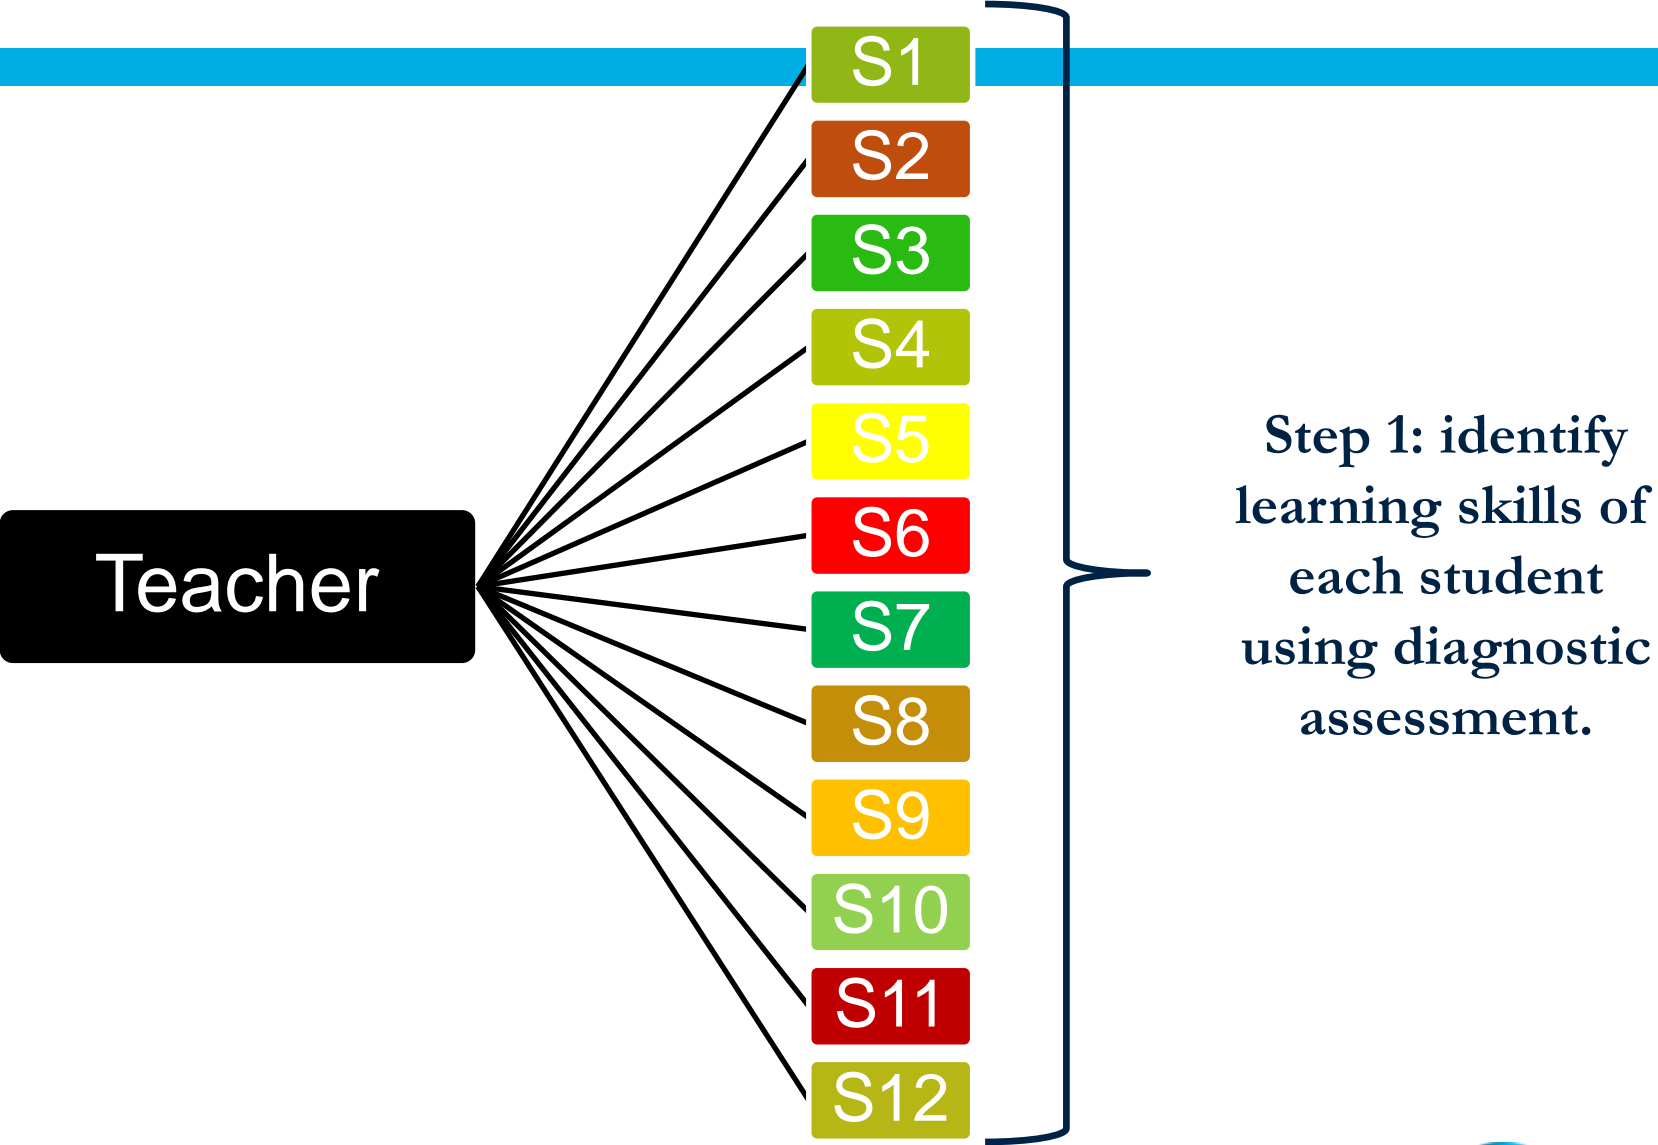 S1
S2
S3
S4
S5
S6
S7
S8
S9
S10
S11
S12
Teacher
Step 1: identify
learning skills of
each student
using diagnostic
assessment.